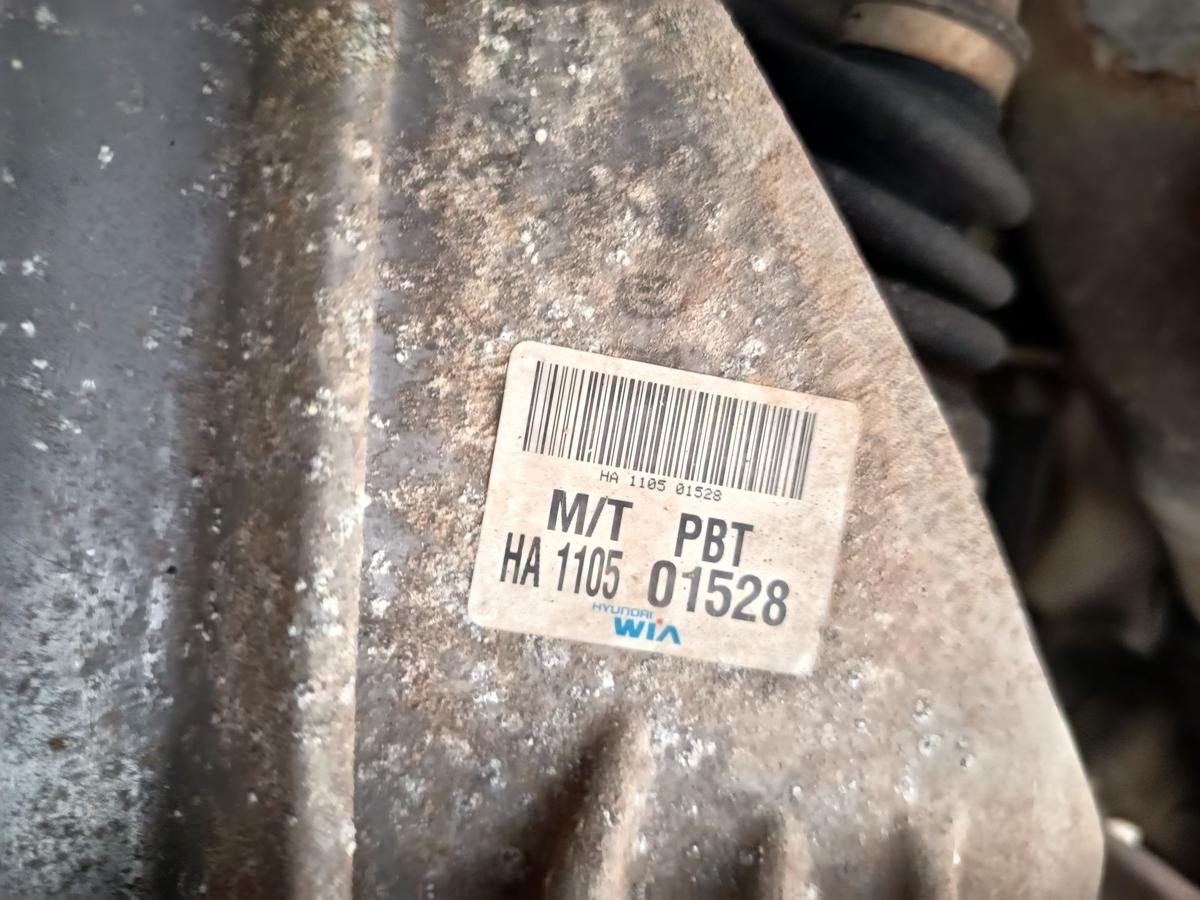 HA 1105 01528
M/T PBT
HA 1105 01528
HYUNDAI
WIA